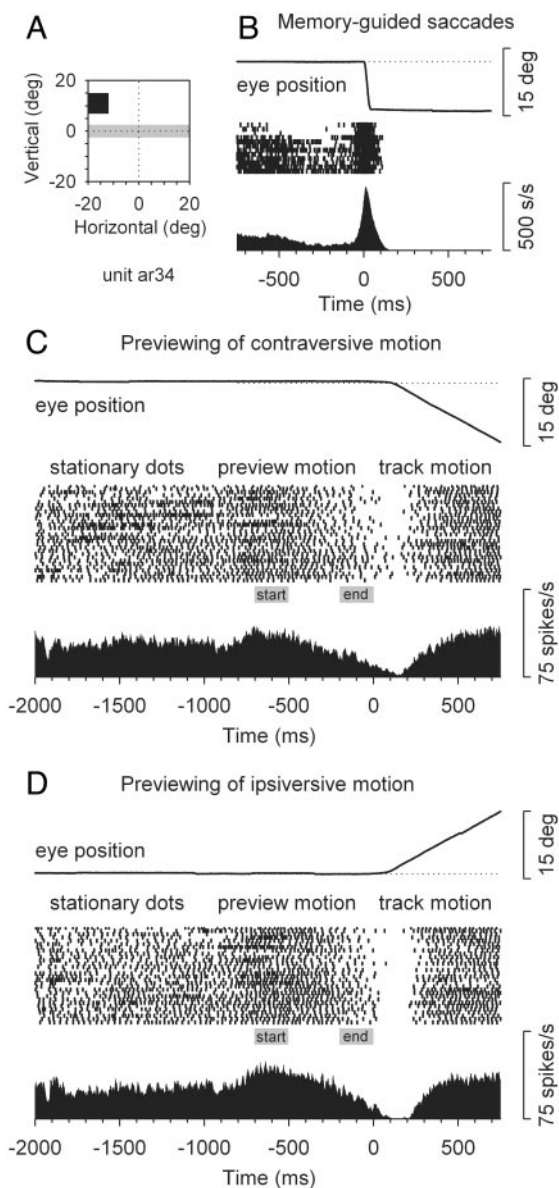 A
20
0
-20
Vertical (deg)
-20 0 20
Horizontal (deg)
unit ar34
B Memory-guided saccades
eye position
15 deg
500 s/s
-500 0 500
Time (ms)
C Previewing of contraversive motion
eye position
15 deg
stationary dots preview motion track motion
start end
75 spikes/s
-2000 -1500 -1000 -500 0 500
Time (ms)
D Previewing of ipsiversive motion
eye position
15 deg
stationary dots preview motion track motion
start end
75 spikes/s
-2000 -1500 -1000 -500 0 500
Time (ms)